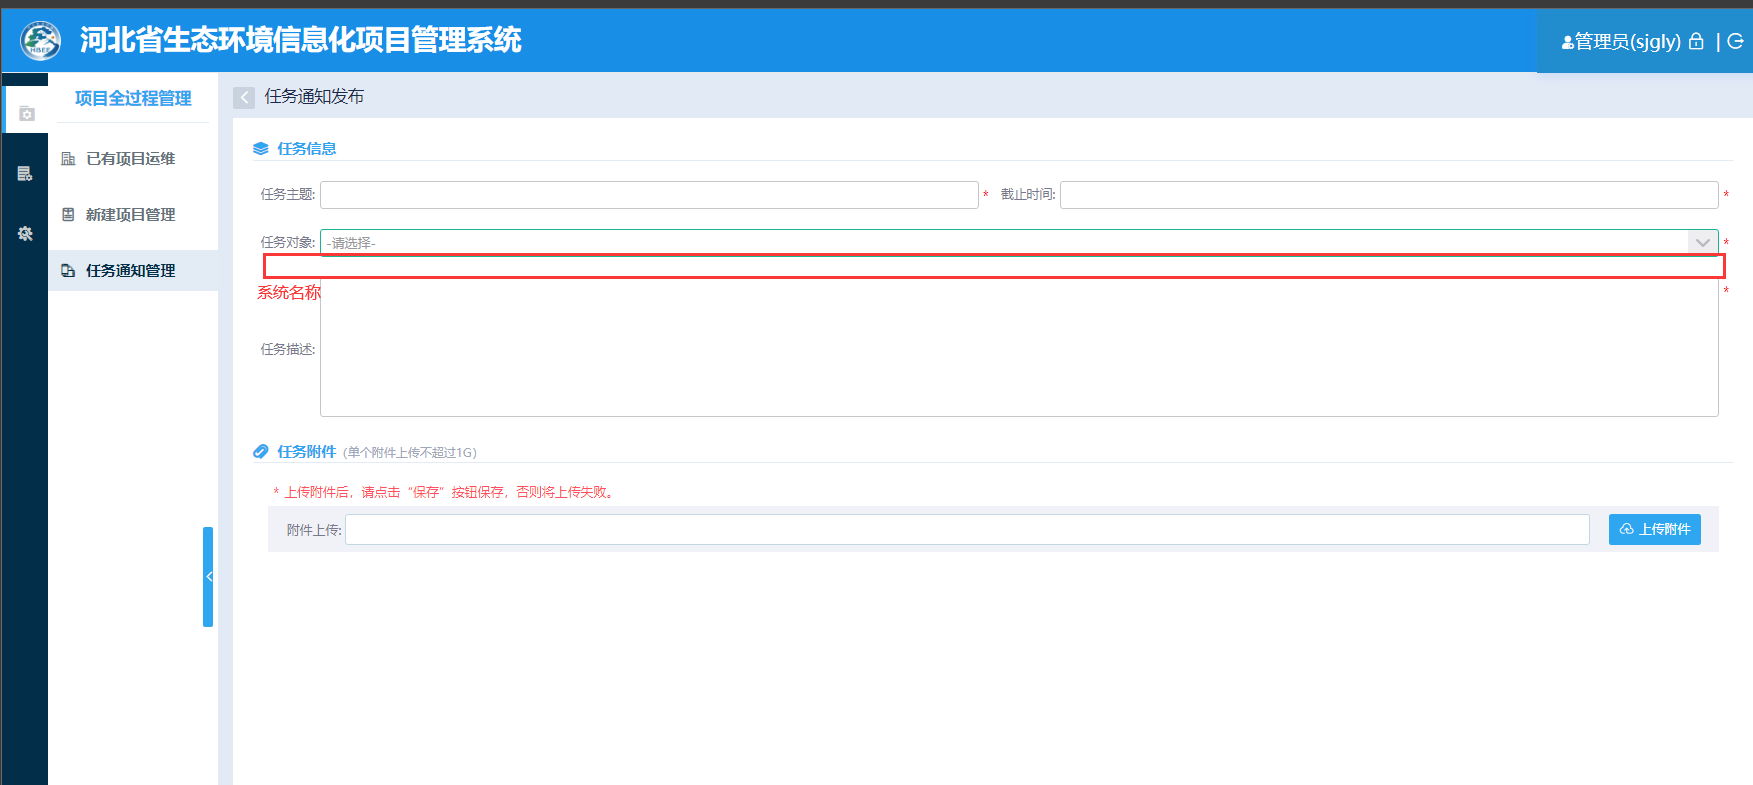 河北省生态环境信息化项目管理系统
管理员(sjgly) |
项目全过程管理
任务通知发布
已有项目运维
新建项目管理
任务通知管理
任务信息
任务主题: * 截止时间: *
任务对象: -请选择- *
系统名称 *
任务描述:
任务附件 (单个附件上传不超过1G)
* 上传附件后，请点击“保存”按钮保存，否则将上传失败。
附件上传: 上传附件